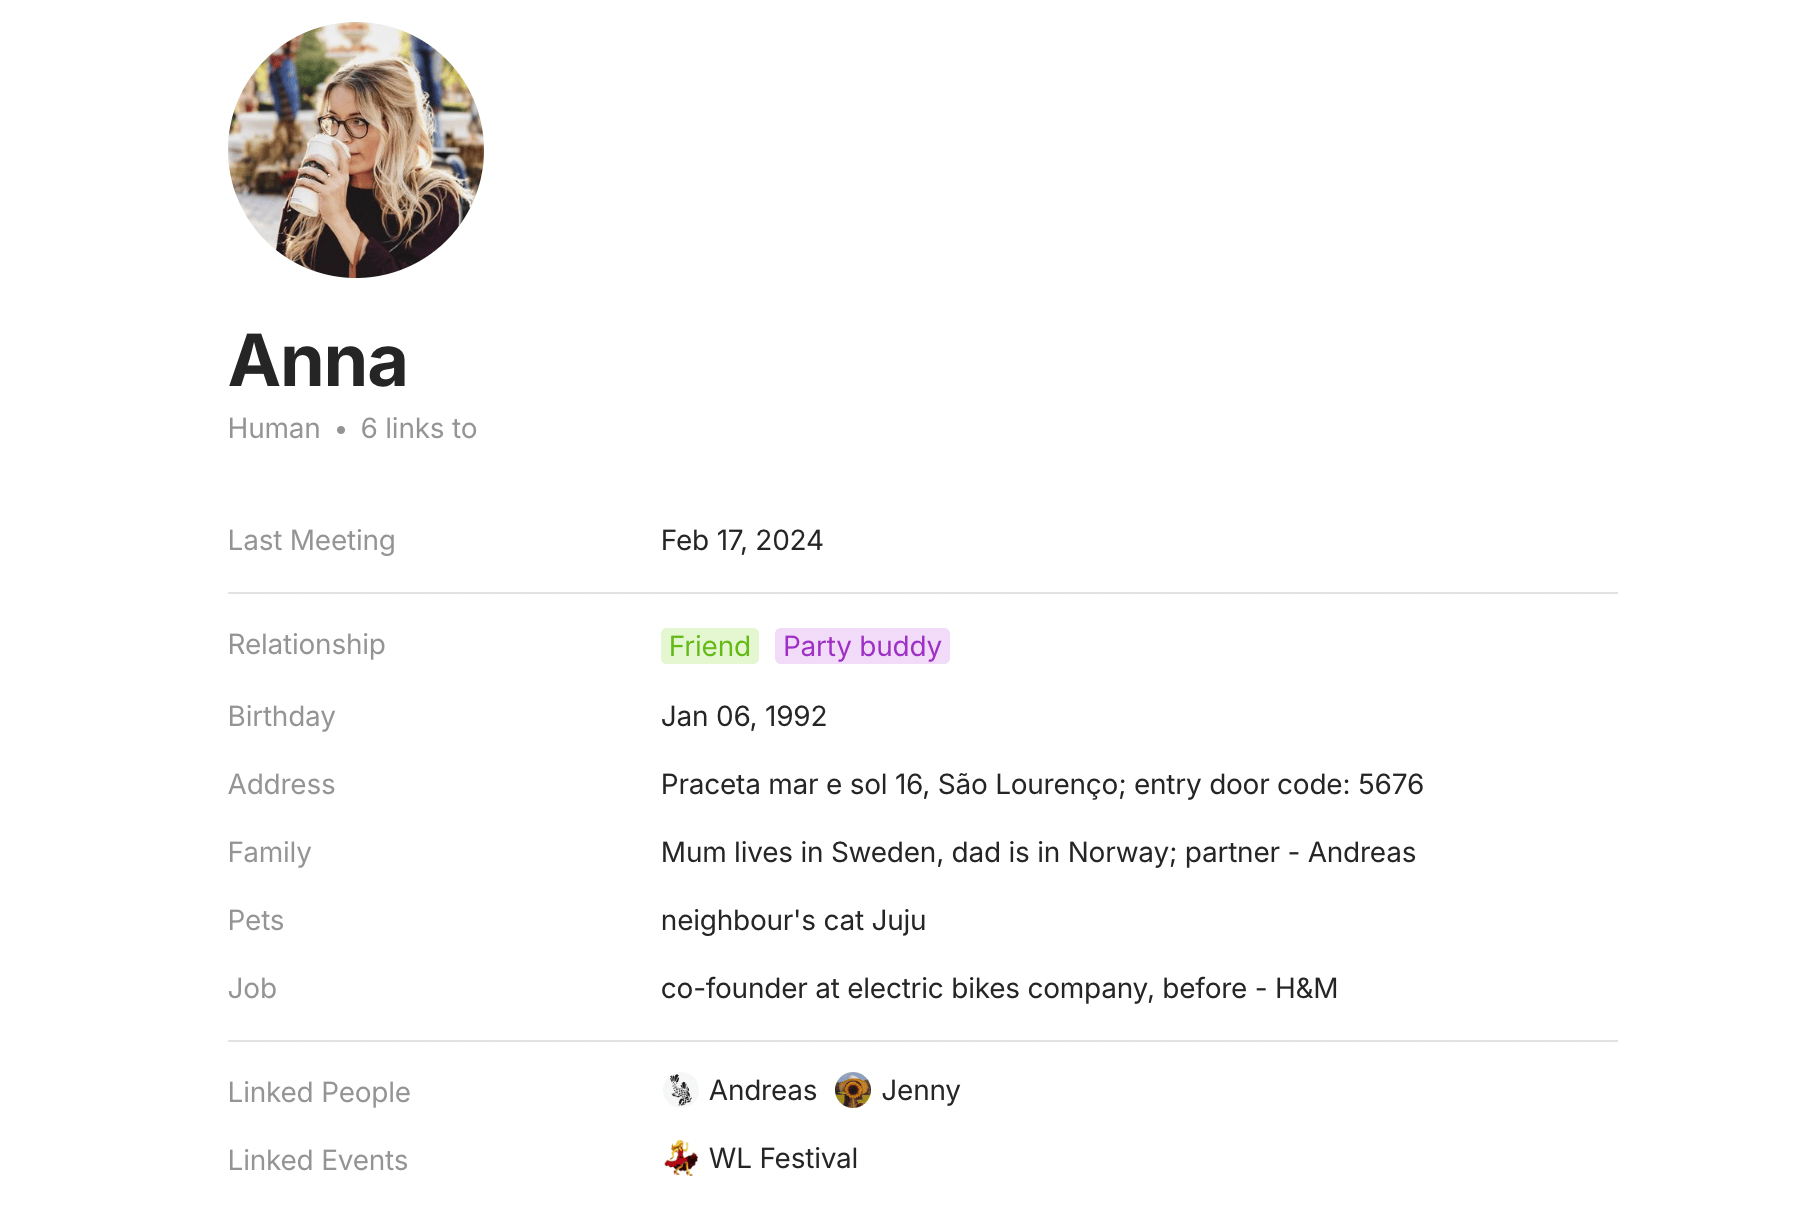 Anna
Human • 6 links to
Last Meeting Feb 17, 2024
Relationship Friend Party buddy
Birthday Jan 06, 1992
Address Praceta mar e sol 16, São Lourenço; entry door code: 5676
Family Mum lives in Sweden, dad is in Norway; partner - Andreas
Pets neighbour's cat Juju
Job co-founder at electric bikes company, before - H&M
Linked People Andreas Jenny
Linked Events WL Festival